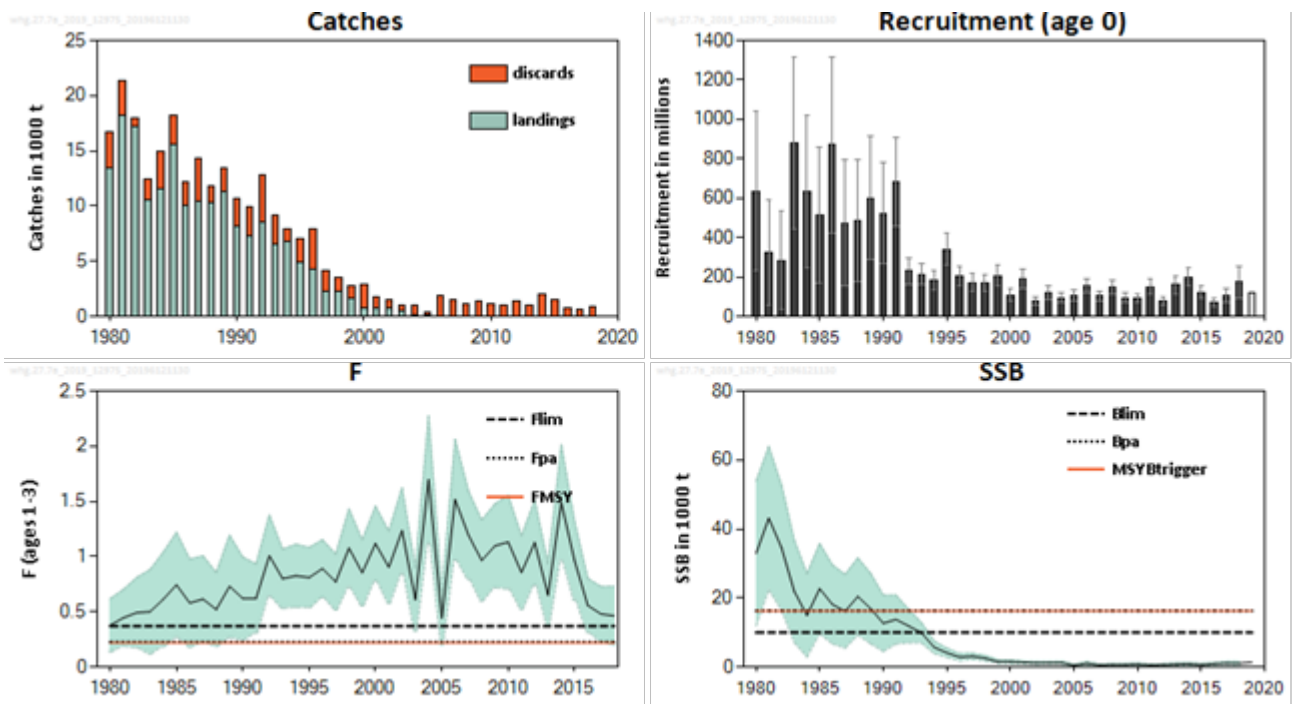 Catches
25
20
15
10
5
0
Catches in 1000 t
discards
landings
1980 1990 2000 2010 2020
Recruitment (age 0)
1400
1200
1000
800
600
400
200
0
Recruitment in millions
1980 1985 1990 1995 2000 2005 2010 2015 2020
F
2.5
2
1.5
1
0.5
0
F (ages 1-3)
Flim
Fpa
FMSY
1980 1985 1990 1995 2000 2005 2010 2015
SSB
80
60
40
20
0
SSB in 1000 t
Blim
Bpa
MSYBtrigger
1980 1985 1990 1995 2000 2005 2010 2015 2020